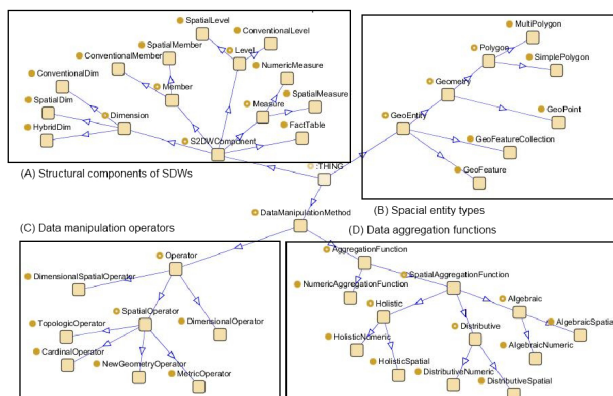 SpatialLevel
ConventionalLevel
SpatialMember
ConventionalMember
Level
NumericMeasure
ConventionalDim
Member
SpatialDim
Measure
SpatialMeasure
Dimension
HybridDim
S2DWComponent
FactTable
(A) Structural components of SDWs
MultiPolygon
Polygon
SimplePolygon
Geometry
GeoPoint
GeoEntity
GeoFeatureCollection
GeoFeature
(B) Spacial entity types
:THING
DataManipulationMethod
(C) Data manipulation operators
Operator
DimensionalSpatialOperator
SpatialOperator
TopologicOperator
DimensionalOperator
CardinalOperator
NewGeometryOperator
MetricOperator
(D) Data aggregation functions
AggregationFunction
SpatialAggregationFunction
NumericAggregationFunction
Holistic
Algebraic
Distributive
AlgebraicSpatial
HolisticNumeric
AlgebraicNumeric
HolisticSpatial
DistributiveNumeric
DistributiveSpatial